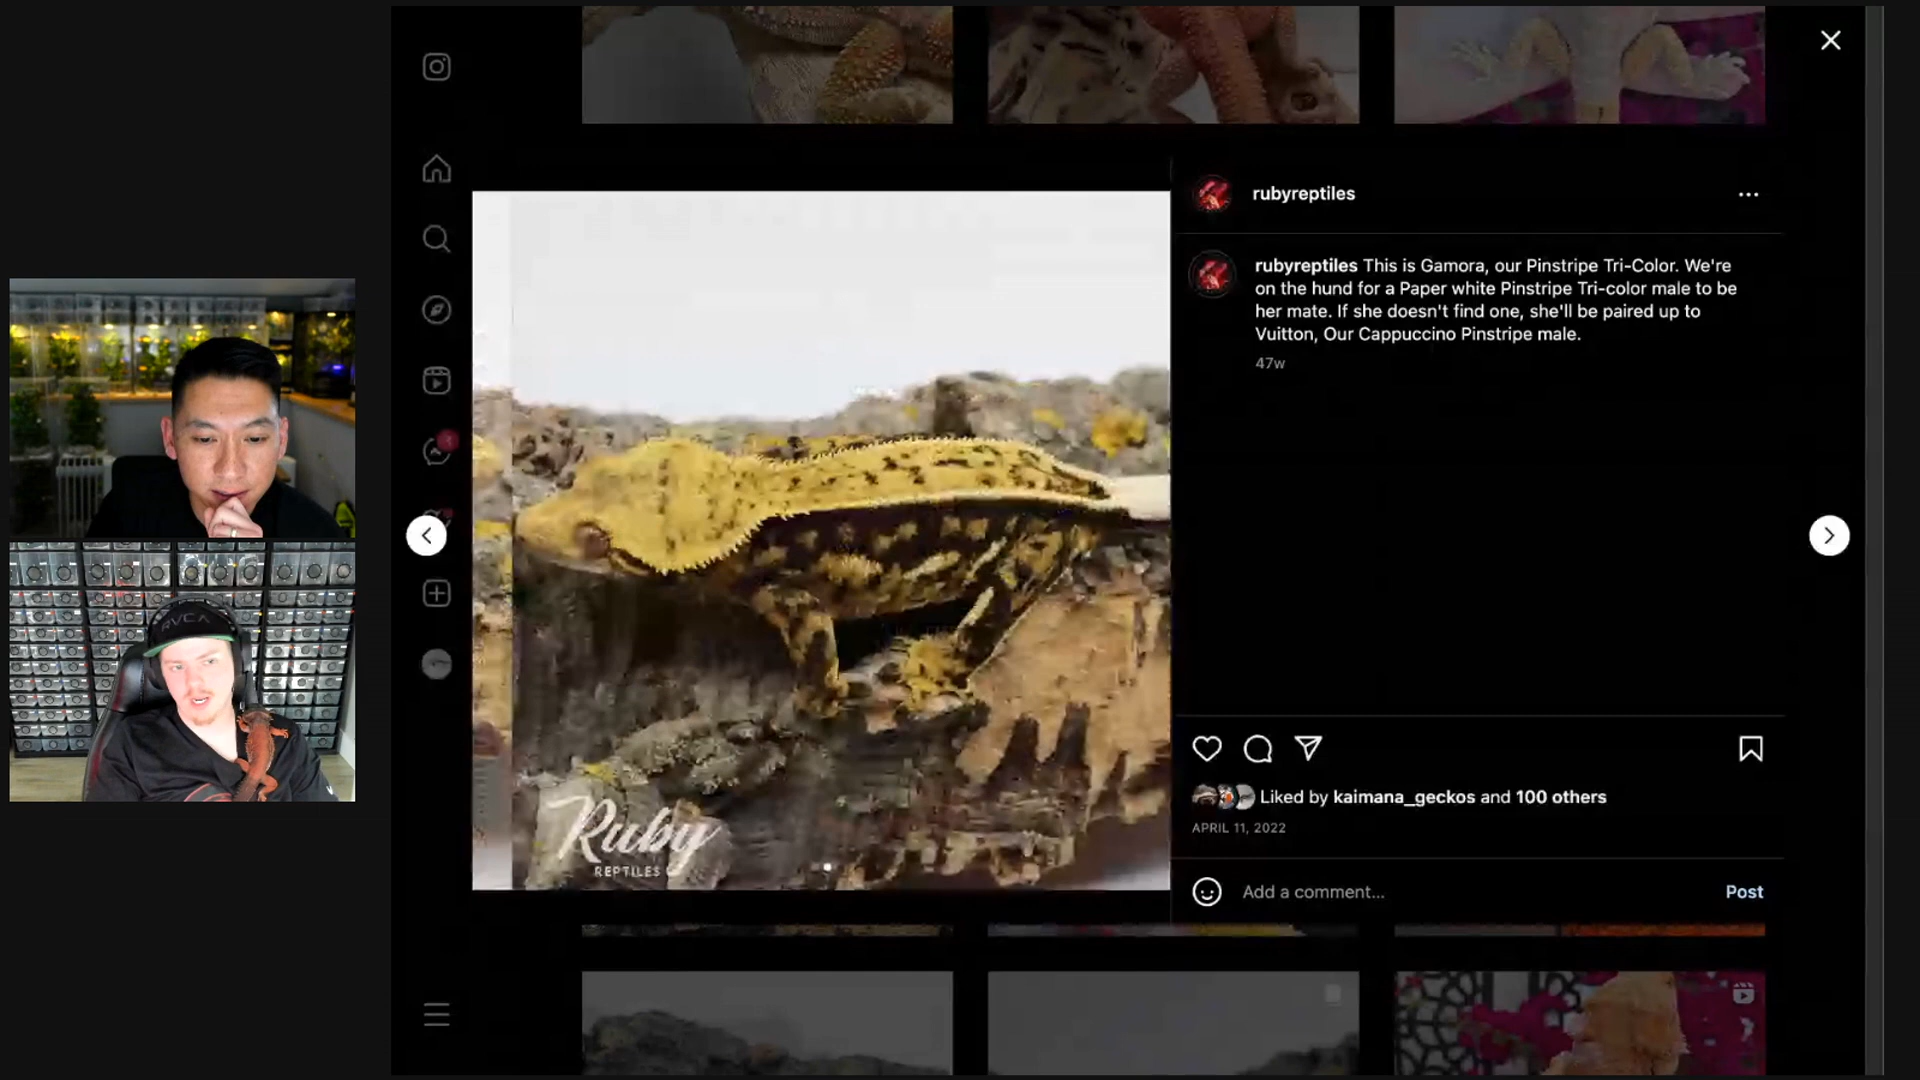 rubyreptiles
rubyreptiles This is Gamora, our Pinstripe Tri-Color. We're
on the hund for a Paper white Pinstripe Tri-color male to be
her mate. If she doesn't find one, she'll be paired up to
Vuitton, Our Cappuccino Pinstripe male.
47w
RVCA
Ruby
REPTILES
Liked by kaimana_geckos and 100 others
APRIL 11, 2022
Add a comment...
Post